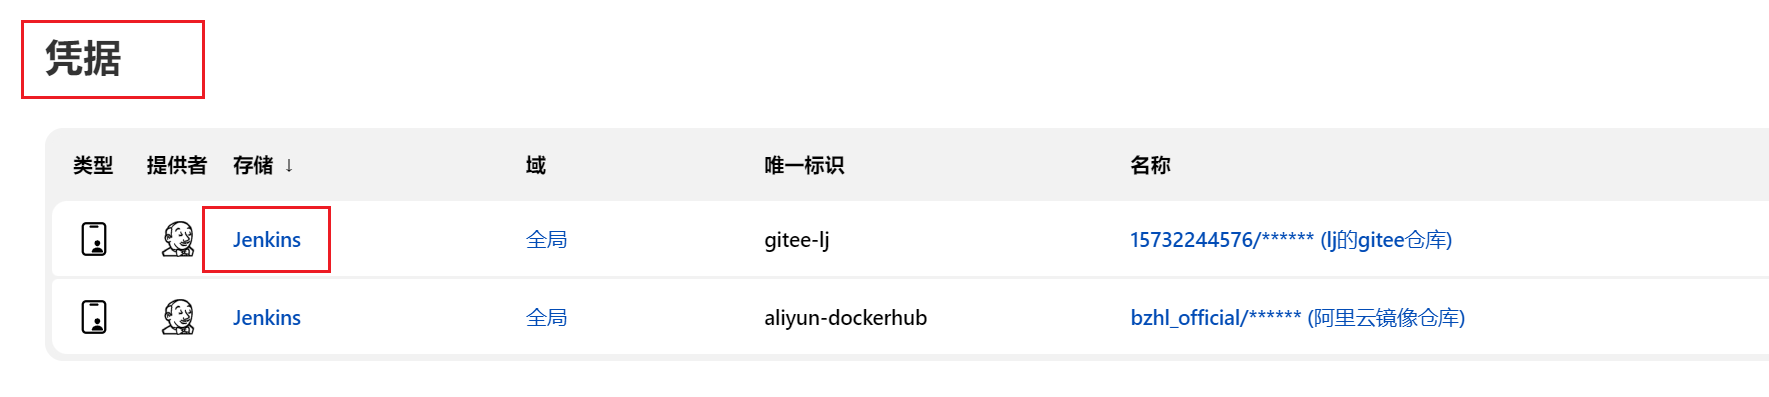 凭据
类型 提供者 存储 ↓ 域 唯一标识 名称
Jenkins 全局 gitee-lj 15732244576/****** (lj的gitee仓库)
Jenkins 全局 aliyun-dockerhub bzhl_official/****** (阿里云镜像仓库)